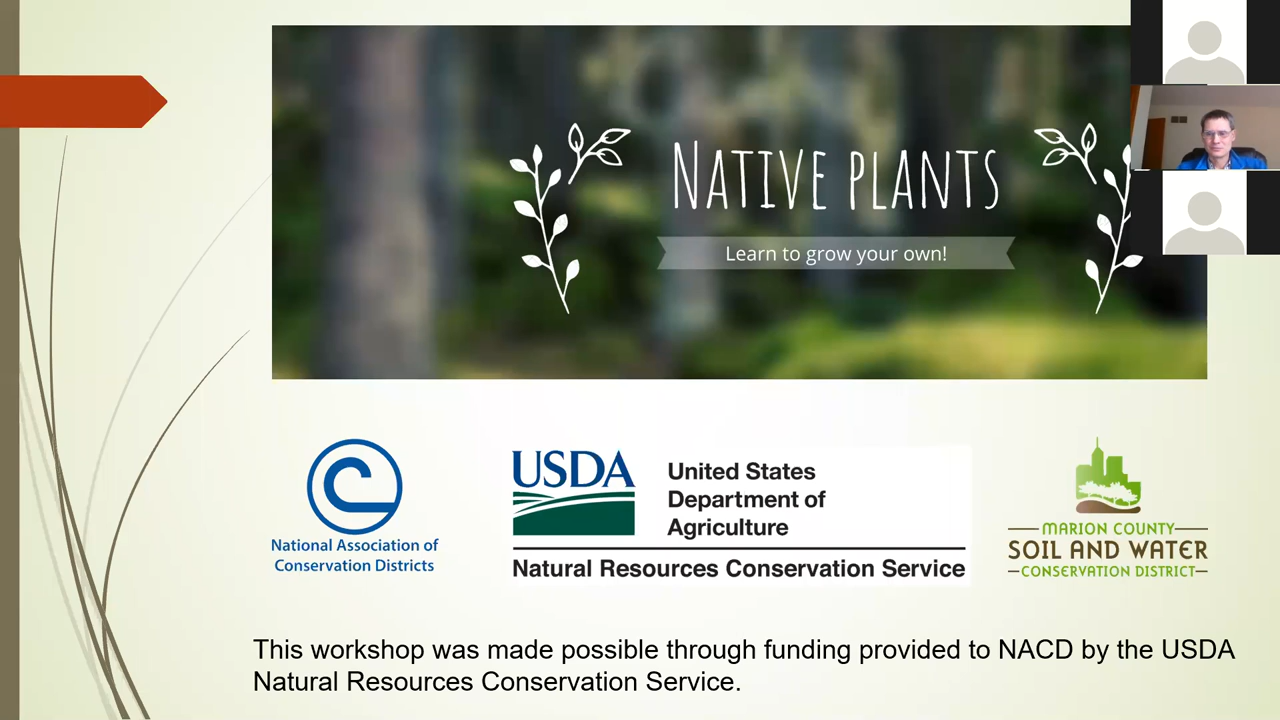 NATIVE PLANTS
Learn to grow your own!
National Association of
Conservation Districts
USDA
United States
Department of
Agriculture
Natural Resources Conservation Service
MARION COUNTY
SOIL AND WATER
CONSERVATION DISTRICT
This workshop was made possible through funding provided to NACD by the USDA
Natural Resources Conservation Service.